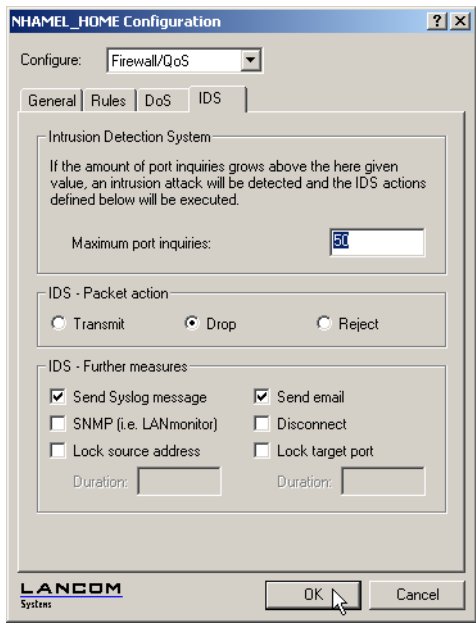 NHAMEL_HOME Configuration
Configure: Firewall/QoS
General Rules DoS IDS
Intrusion Detection System
If the amount of port inquiries grows above the here given
value, an intrusion attack will be detected and the IDS actions
defined below will be executed.
Maximum port inquiries: 50
IDS - Packet action
Transmit Drop Reject
IDS - Further measures
Send Syslog message Send email
SNMP (i.e. LANmonitor) Disconnect
Lock source address Lock target port
Duration: Duration:
LANCOM
Systems
OK Cancel